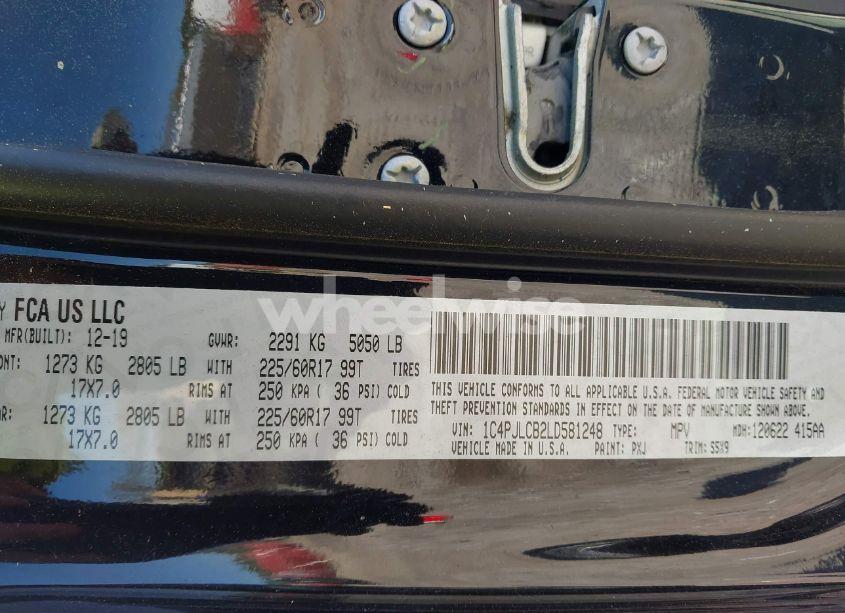 Y FCA US LLC
MFR(BUILT): 12-19 GVWR: 2291 KG 5050 LB
ONT: 1273 KG 2805 LB WITH 225/60R17 99T TIRES
17X7.0 RIMS AT 250 KPA ( 36 PSI) COLD
AR: 1273 KG 2805 LB WITH 225/60R17 99T TIRES
17X7.0 RIMS AT 250 KPA ( 36 PSI) COLD
THIS VEHICLE CONFORMS TO ALL APPLICABLE U.S.A. FEDERAL MOTOR VEHICLE SAFETY AND
THEFT PREVENTION STANDARDS IN EFFECT ON THE DATE OF MANUFACTURE SHOWN ABOVE.
VIN: 1C4PJLCB2LD581248 TYPE: MPV MDH:120622 415AA
VEHICLE MADE IN U.S.A. PAINT: PXJ TRIM: S5X9
wheelwise